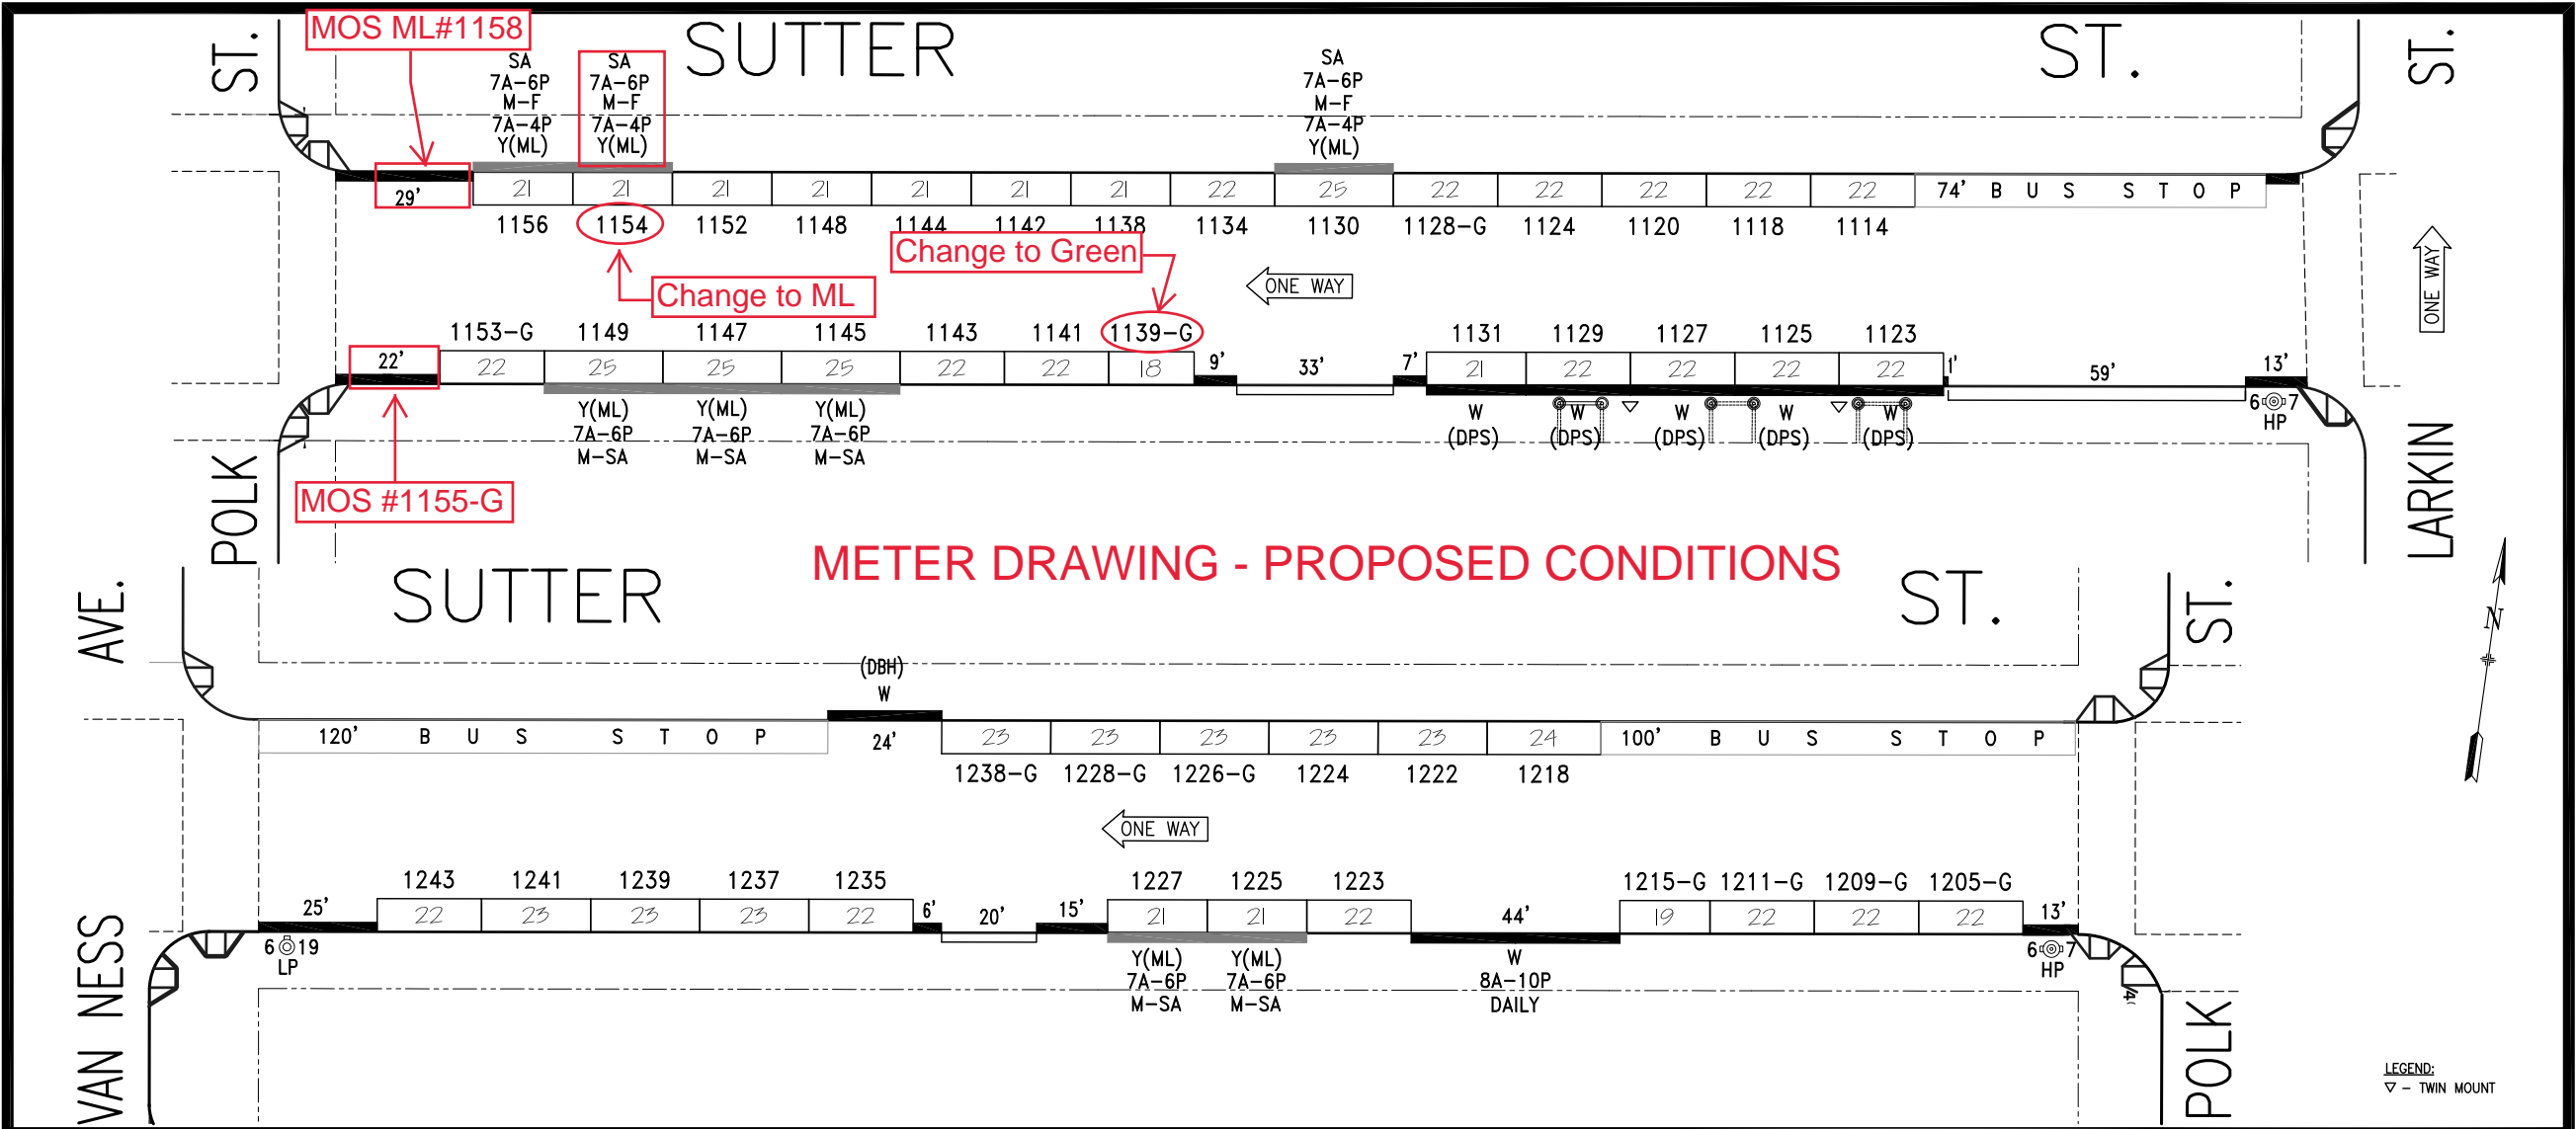 MOS ML#1158
SUTTER ST.
ST.
ST.
SA
7A-6P
M-F
7A-4P
Y(ML)
SA
7A-6P
M-F
7A-4P
Y(ML)
SA
7A-6P
M-F
7A-4P
Y(ML)
29' 21 21 21 21 21 21 21 22 25 22 22 22 22 22 74' BUS STOP
1156 1154 1152 1148 1144 1142 1138 1134 1130 1128-G 1124 1120 1118 1114
Change to Green
Change to ML
ONE WAY
ONE WAY
1153-G 1149 1147 1145 1143 1141 1139-G 1131 1129 1127 1125 1123
22' 22 25 25 25 22 22 18 9' 33' 7' 21 22 22 22 22 1' 59' 13'
Y(ML)
7A-6P
M-SA
Y(ML)
7A-6P
M-SA
Y(ML)
7A-6P
M-SA
W
(DPS)
W
(DPS)
W
(DPS)
W
(DPS)
W
(DPS)
6 7
HP
MOS #1155-G
POLK
LARKIN
METER DRAWING - PROPOSED CONDITIONS
SUTTER ST.
AVE.
ST.
N
(DBH)
W
120' BUS STOP 24' 23 23 23 23 23 24 100' BUS STOP
1238-G 1228-G 1226-G 1224 1222 1218
ONE WAY
1243 1241 1239 1237 1235 1227 1225 1223 1215-G 1211-G 1209-G 1205-G
25' 22 23 23 23 22 6' 20' 15' 21 21 22 44' 19 22 22 22 13'
6 19
LP
Y(ML)
7A-6P
M-SA
Y(ML)
7A-6P
M-SA
W
8A-10P
DAILY
6 7
HP
VAN NESS
POLK
LEGEND:
▽ - TWIN MOUNT